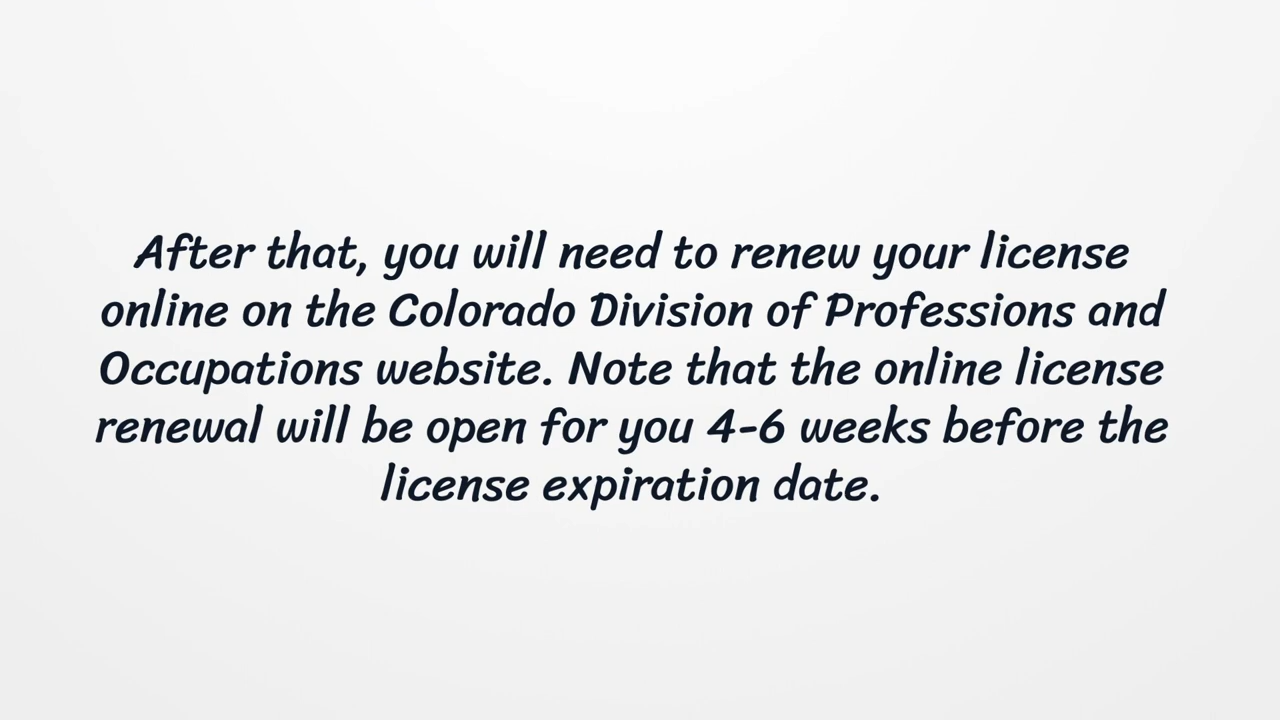 After that, you will need to renew your license
online on the Colorado Division of Professions and
Occupations website. Note that the online license
renewal will be open for you 4-6 weeks before the
license expiration date.